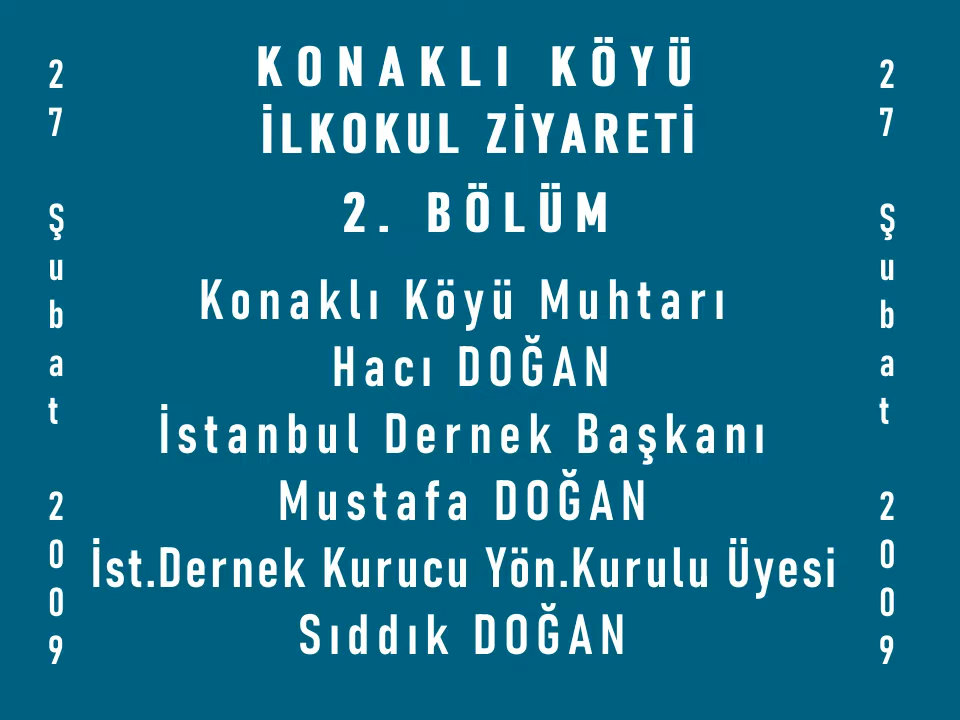 KONAKLI KÖYÜ
İLKOKUL ZİYARETİ
2. BÖLÜM
Konaklı Köyü Muhtarı
Hacı DOĞAN
İstanbul Dernek Başkanı
Mustafa DOĞAN
İst.Dernek Kurucu Yön.Kurulu Üyesi
Sıddık DOĞAN
27 Şubat 2009
27 Şubat 2009